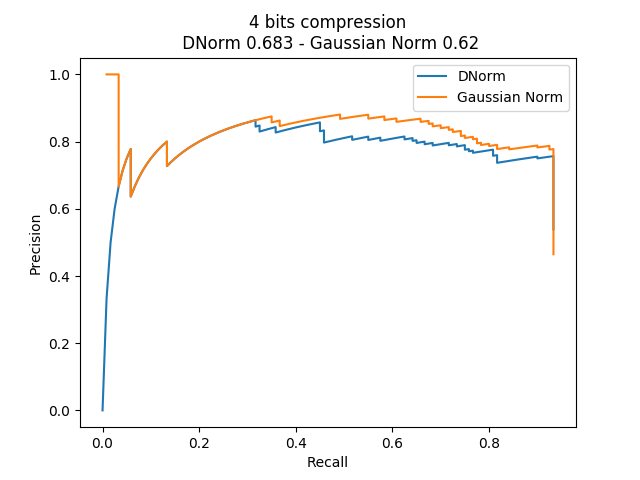 4 bits compression
DNorm 0.683 - Gaussian Norm 0.62
DNorm
Gaussian Norm
1.0
0.8
0.6
0.4
0.2
0.0
Precision
0.0 0.2 0.4 0.6 0.8
Recall